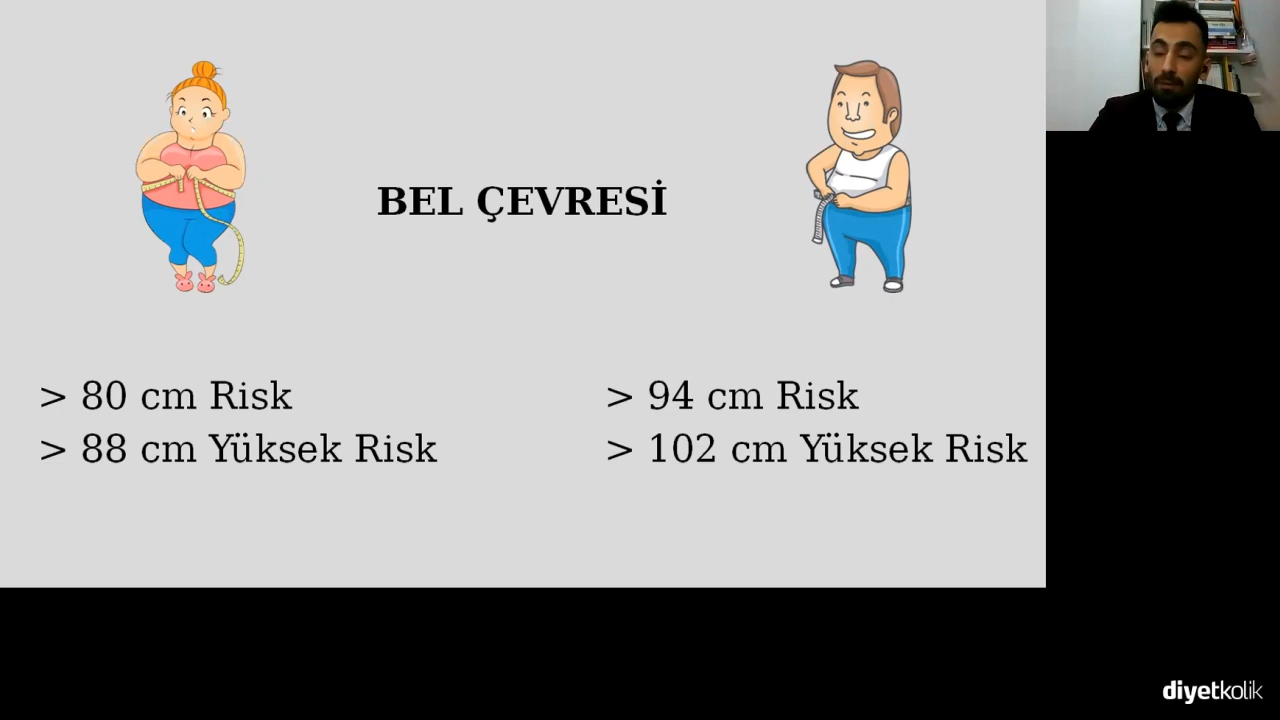 BEL ÇEVRESİ
> 80 cm Risk
> 88 cm Yüksek Risk
> 94 cm Risk
> 102 cm Yüksek Risk
diyetkolik